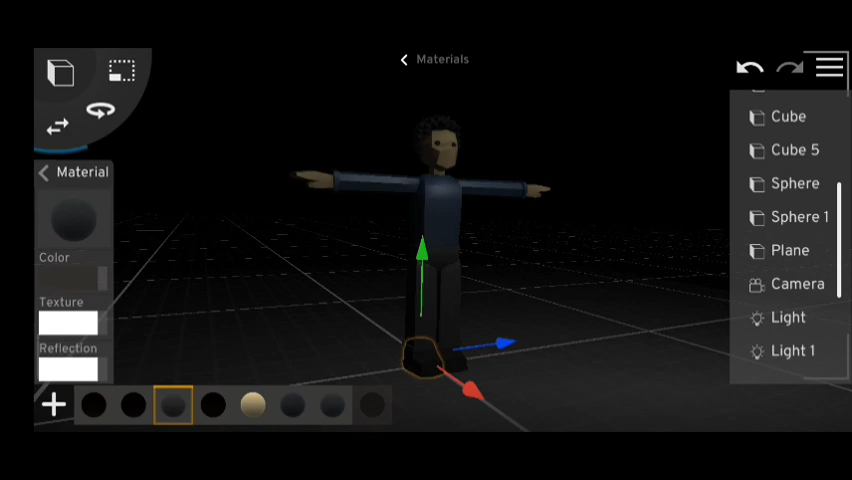 Materials
Material
Color
Texture
Reflection
Cube
Cube 5
Sphere
Sphere 1
Plane
Camera
Light
Light 1